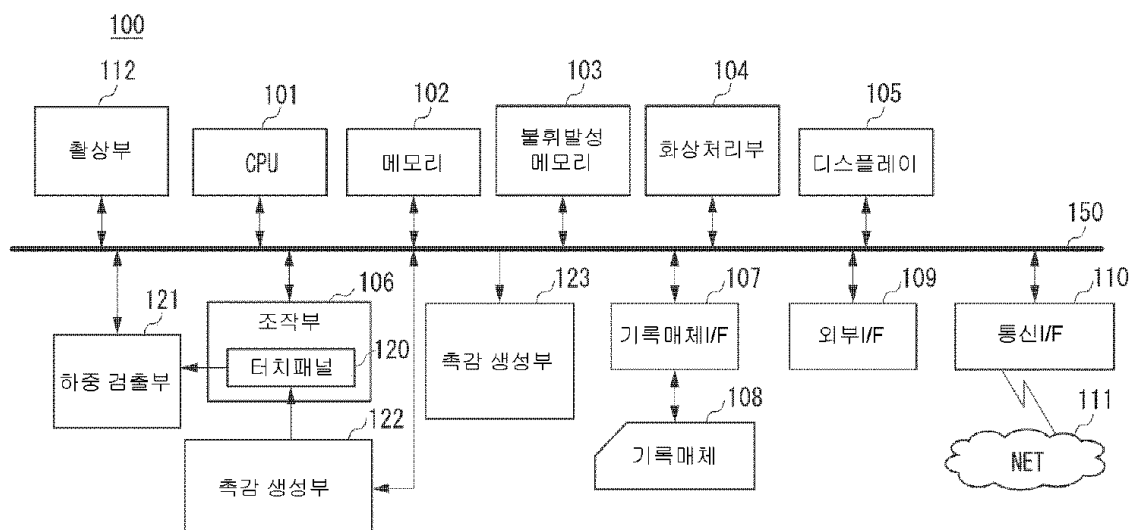 100
112
101
102
103
104
105
촬상부
CPU
메모리
불휘발성
메모리
화상처리부
디스플레이
150
121
106
123
107
109
110
조작부
120
터치패널
하중 검출부
촉감 생성부
기록매체I/F
외부I/F
통신I/F
122
108
111
촉감 생성부
기록매체
NET